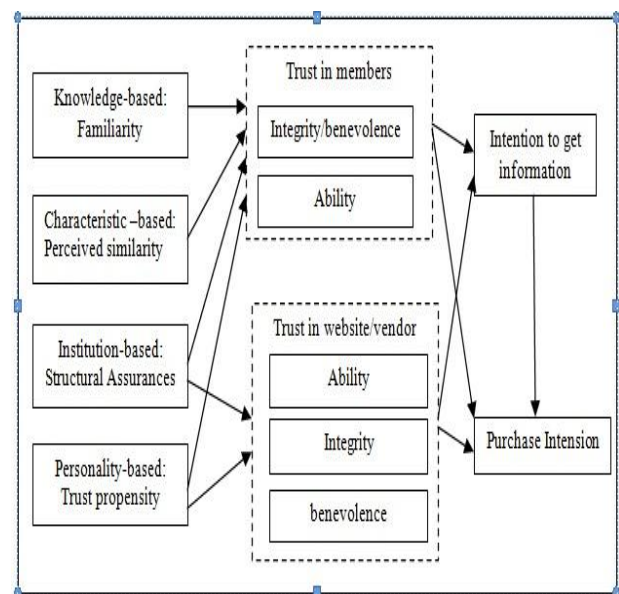 Knowledge-based:
Familiarity
Characteristic –based:
Perceived similarity
Institution-based:
Structural Assurances
Personality-based:
Trust propensity
Trust in members
Integrity/benevolence
Ability
Trust in website/vendor
Ability
Integrity
benevolence
Intention to get
information
Purchase Intension